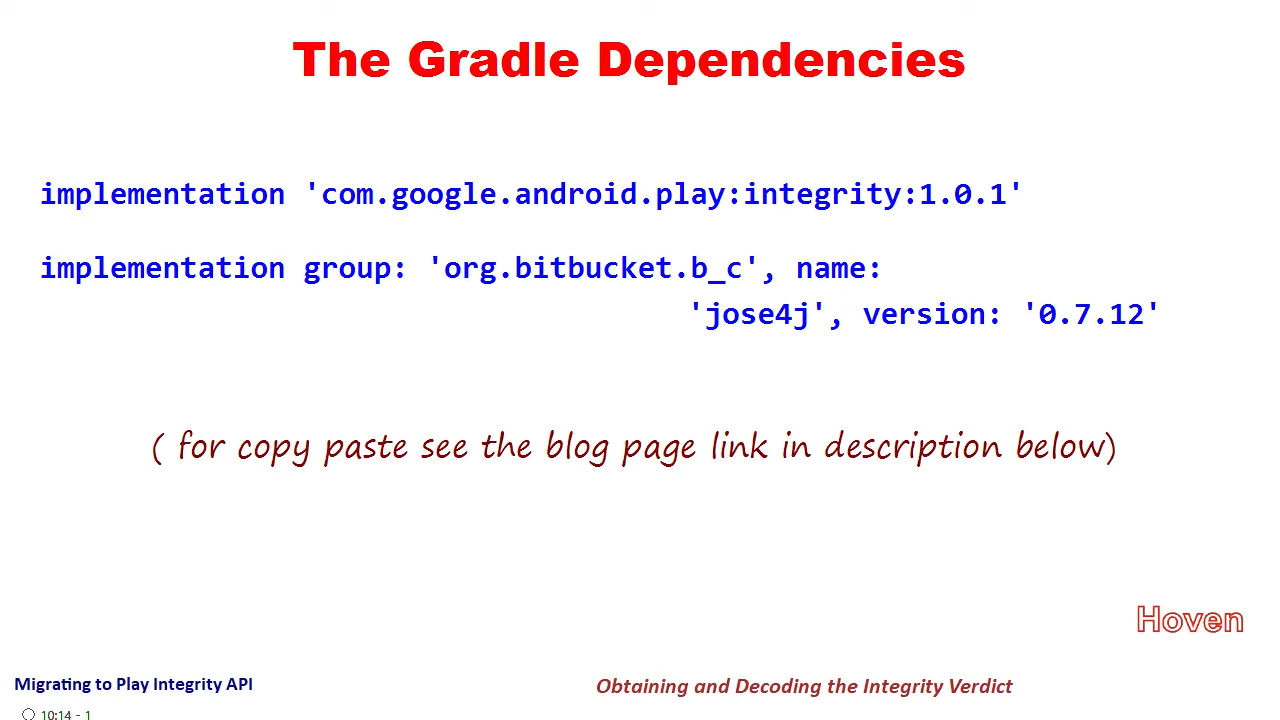 The Gradle Dependencies
implementation 'com.google.android.play:integrity:1.0.1'
implementation group: 'org.bitbucket.b_c', name:
'jose4j', version: '0.7.12'
( for copy paste see the blog page link in description below)
Hoven
Migrating to Play Integrity API
Obtaining and Decoding the Integrity Verdict
10:14 - 1